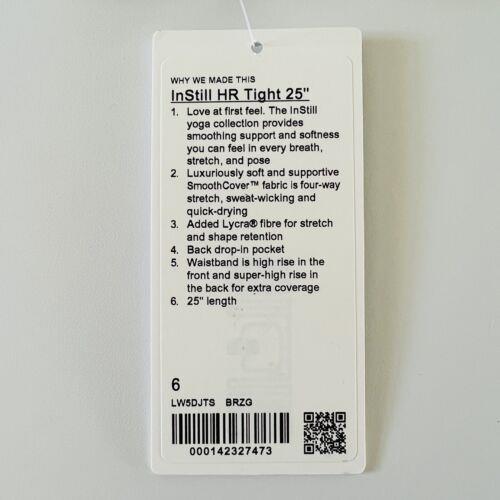 WHY WE MADE THIS
InStill HR Tight 25"
1. Love at first feel. The InStill
yoga collection provides
smoothing support and softness
you can feel in every breath,
stretch, and pose
2. Luxuriously soft and supportive
SmoothCover™ fabric is four-way
stretch, sweat-wicking and
quick-drying
3. Added Lycra® fibre for stretch
and shape retention
4. Back drop-in pocket
5. Waistband is high rise in the
front and super-high rise in
the back for extra coverage
6. 25" length
6
LW5DJTS BRZG
000142327473